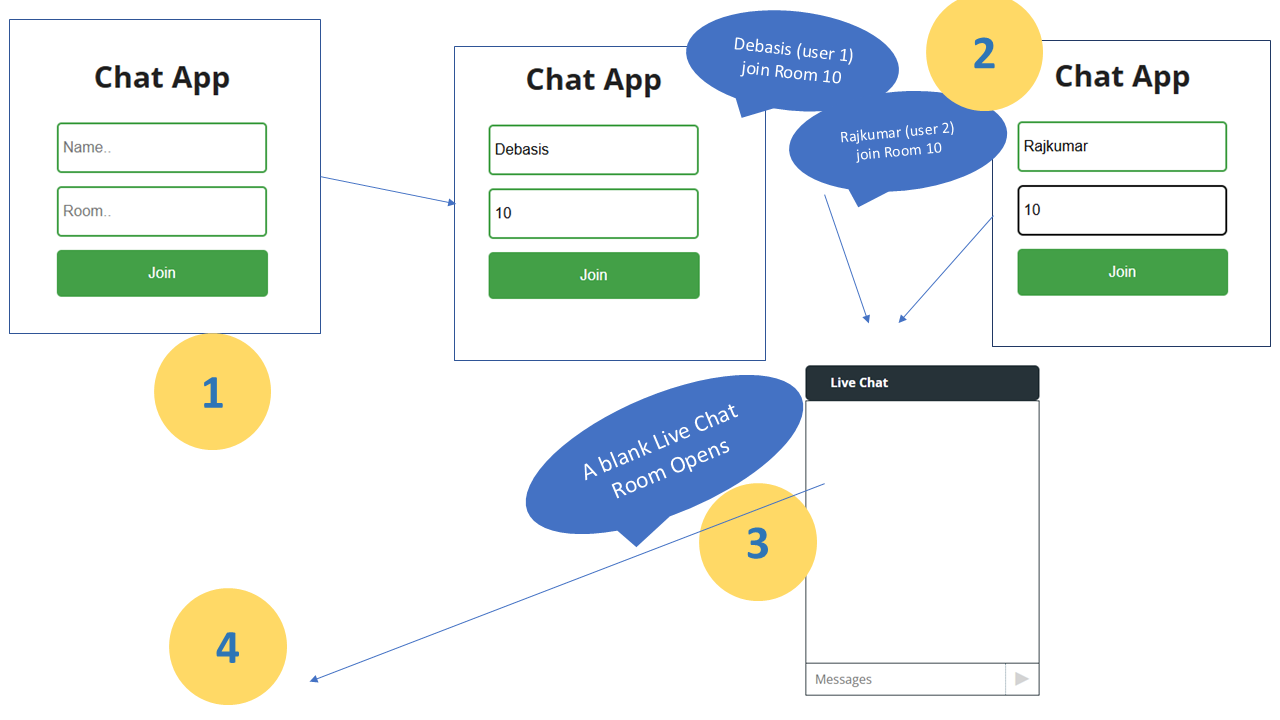 Chat App
Name..
Room..
Join
1
Chat App
Debasis
10
Join
Debasis (user 1)
join Room 10
Rajkumar (user 2)
join Room 10
2
Chat App
Rajkumar
10
Join
A blank Live Chat
Room Opens
3
Live Chat
Messages
4